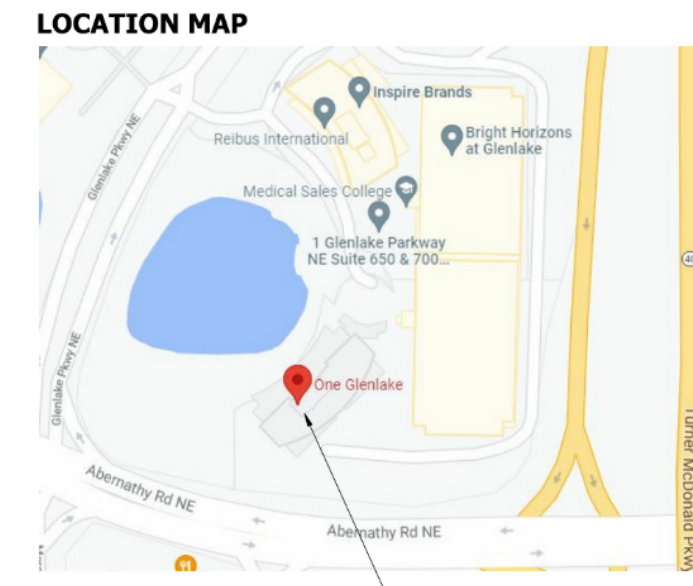 LOCATION MAP
Inspire Brands
Reibus International
Bright Horizons
at Glenlake
Glenlake Pkwy NE
Medical Sales College
1 Glenlake Parkway
NE Suite 650 & 700...
Glenlake Pkwy NE
One Glenlake
Turner McDonald Pkwy
Abernathy Rd NE
Abernathy Rd NE